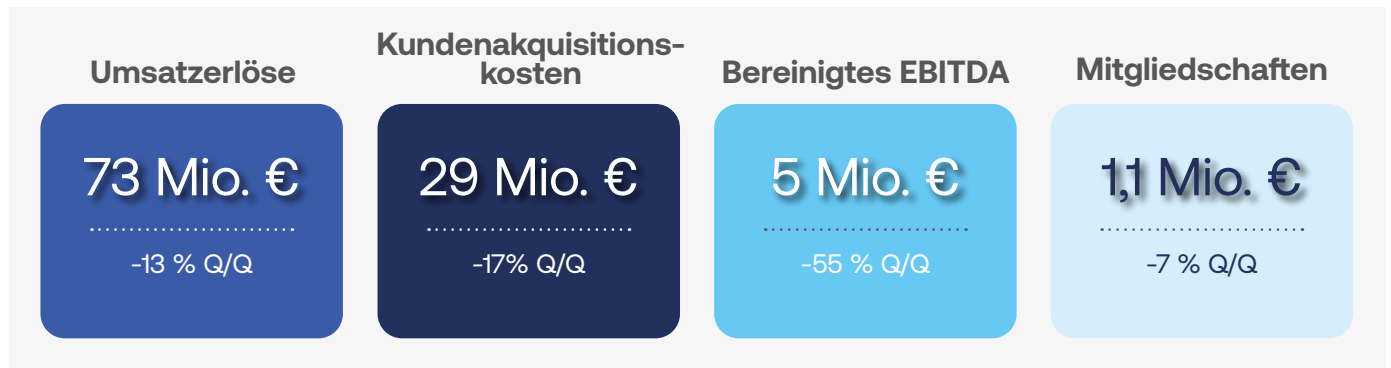 Umsatzerlöse
73 Mio. €
-13 % Q/Q
Kundenakquisitions-
kosten
29 Mio. €
-17% Q/Q
Bereinigtes EBITDA
5 Mio. €
-55 % Q/Q
Mitgliedschaften
1,1 Mio. €
-7 % Q/Q